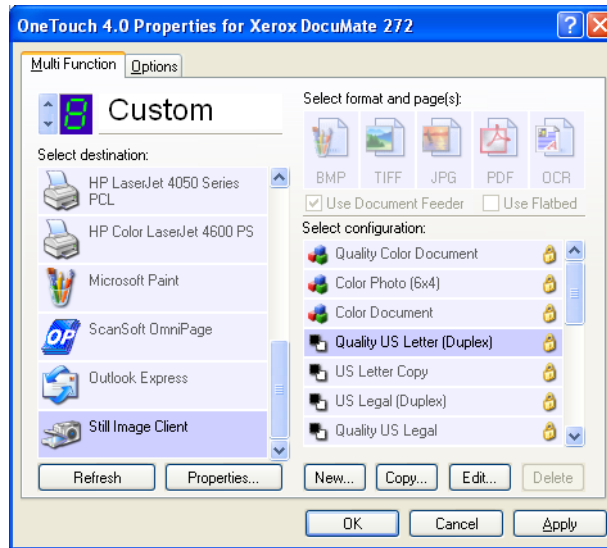 OneTouch 4.0 Properties for Xerox DocuMate 272
Multi Function
Options
8
Custom
Select destination:
HP LaserJet 4050 Series
PCL
HP Color LaserJet 4600 PS
Microsoft Paint
OP
ScanSoft OmniPage
Outlook Express
Still Image Client
Refresh
Properties...
Select format and page(s):
BMP TIFF JPG PDF OCR
Use Document Feeder
Use Flatbed
Select configuration:
Quality Color Document
Color Photo (6x4)
Color Document
Quality US Letter (Duplex)
US Letter Copy
US Legal (Duplex)
Quality US Legal
New... Copy... Edit... Delete
OK Cancel Apply